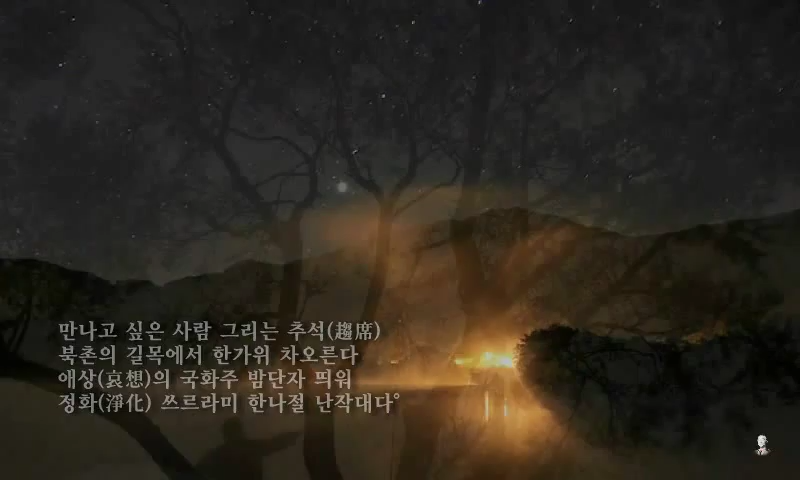 만나고 싶은 사람 그리는 추석(趨席)
북촌의 길목에서 한가위 차오른다
애상(哀想)의 국화주 밤단자 띄워
정화(淨化) 쓰르라미 한나절 난작대다°